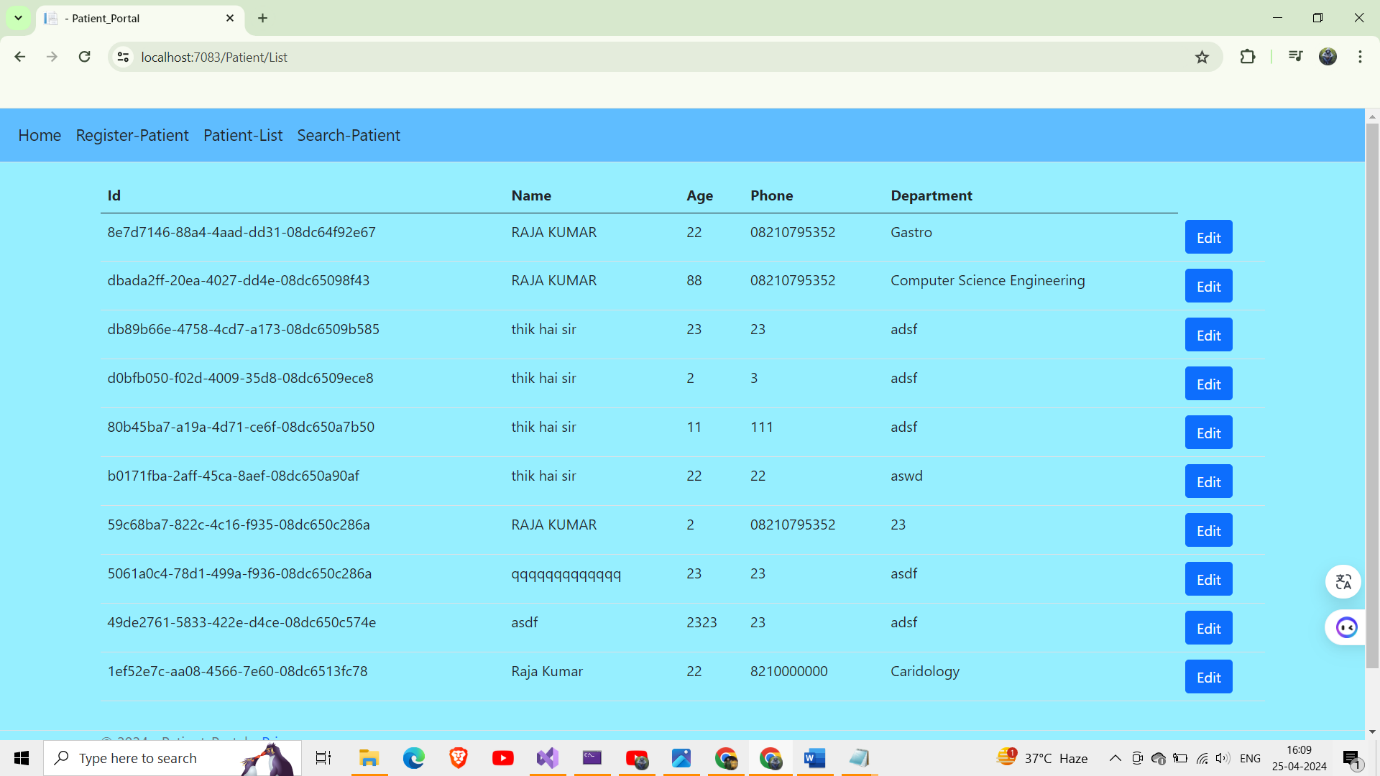 - Patient_Portal
localhost:7083/Patient/List
Home Register-Patient Patient-List Search-Patient
Id Name Age Phone Department
8e7d7146-88a4-4aad-dd31-08dc64f92e67 RAJA KUMAR 22 08210795352 Gastro Edit
dbada2ff-20ea-4027-dd4e-08dc65098f43 RAJA KUMAR 88 08210795352 Computer Science Engineering Edit
db89b66e-4758-4cd7-a173-08dc6509b585 thik hai sir 23 23 adsf Edit
d0bfb050-f02d-4009-35d8-08dc6509ece8 thik hai sir 2 3 adsf Edit
80b45ba7-a19a-4d71-ce6f-08dc650a7b50 thik hai sir 11 111 adsf Edit
b0171fba-2aff-45ca-8aef-08dc650a90af thik hai sir 22 22 aswd Edit
59c68ba7-822c-4c16-f935-08dc650c286a RAJA KUMAR 2 08210795352 23 Edit
5061a0c4-78d1-499a-f936-08dc650c286a qqqqqqqqqqqqq 23 23 asdf Edit
49de2761-5833-422e-d4ce-08dc650c574e asdf 2323 23 adsf Edit
1ef52e7c-aa08-4566-7e60-08dc6513fc78 Raja Kumar 22 8210000000 Caridology Edit
Type here to search 1 37°C Haze ENG 16:09
25-04-2024 1